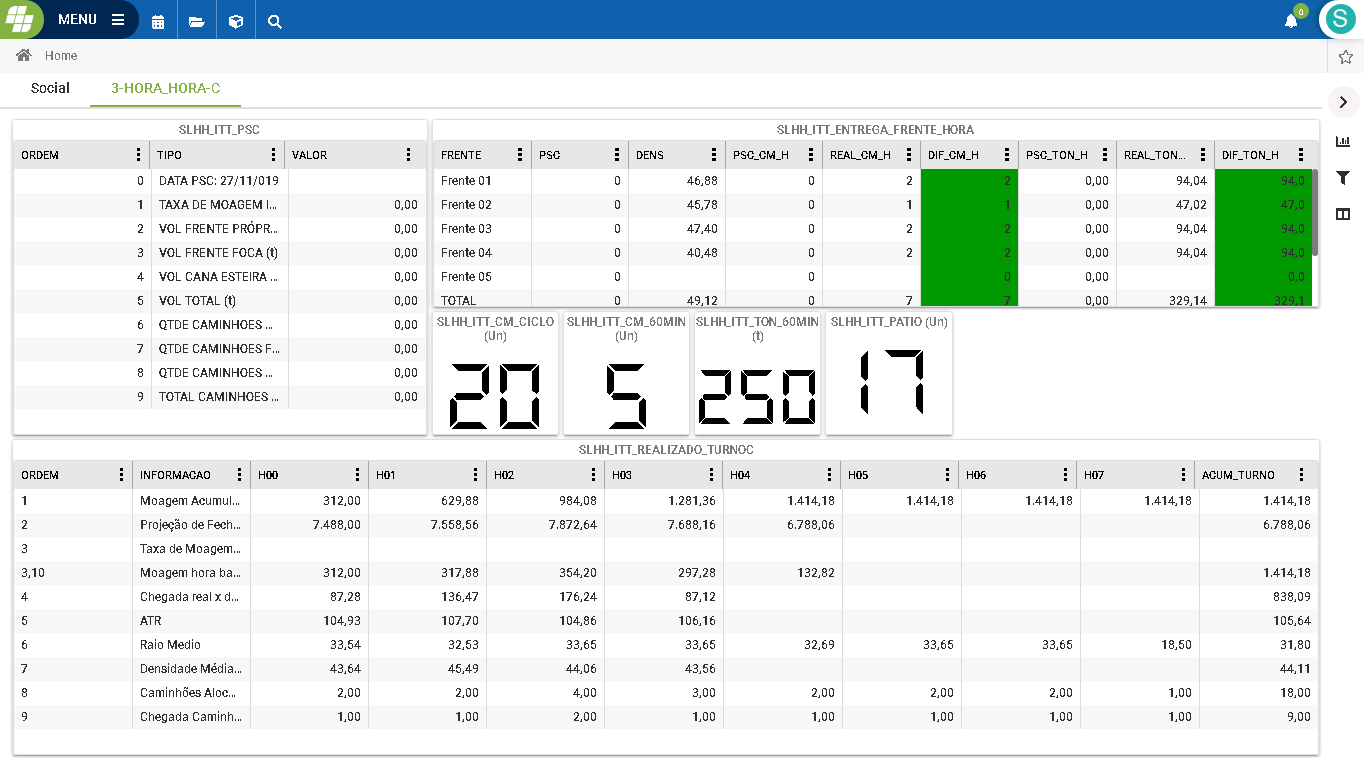 MENU
0
S
Home
Social 3-HORA_HORA-C
SLHH_ITT_PSC
ORDEM TIPO VALOR
0 DATA PSC: 27/11/019
1 TAXA DE MOAGEM I... 0,00
2 VOL FRENTE PRÓPR... 0,00
3 VOL FRENTE FOCA (t) 0,00
4 VOL CANA ESTEIRA ... 0,00
5 VOL TOTAL (t) 0,00
6 QTDE CAMINHOES ... 0,00
7 QTDE CAMINHOES F... 0,00
8 QTDE CAMINHOES ... 0,00
9 TOTAL CAMINHOES ... 0,00
SLHH_ITT_ENTREGA_FRENTE_HORA
FRENTE PSC DENS PSC_CM_H REAL_CM_H DIF_CM_H PSC_TON_H REAL_TON... DIF_TON_H
Frente 01 0 46,88 0 2 2 0,00 94,04 94,0
Frente 02 0 45,78 0 1 1 0,00 47,02 47,0
Frente 03 0 47,40 0 2 2 0,00 94,04 94,0
Frente 04 0 40,48 0 2 2 0,00 94,04 94,0
Frente 05 0 0,0
TOTAL 0 49,12 0 7 7 0,00 329,14 329,1
SLHH_ITT_CM_CICLO (Un)
20
SLHH_ITT_CM_60MIN (Un)
5
SLHH_ITT_TON_60MIN (t)
250
SLHH_ITT_PATIO (Un)
17
SLHH_ITT_REALIZADO_TURNOC
ORDEM INFORMACAO H00 H01 H02 H03 H04 H05 H06 H07 ACUM_TURNO
1 Moagem Acumul... 312,00 629,88 984,08 1.281,36 1.414,18 1.414,18 1.414,18 1.414,18 1.414,18
2 Projeção de Fech... 7.488,00 7.558,56 7.872,64 7.688,16 6.788,06 6.788,06
3 Taxa de Moagem...
3,10 Moagem hora ba... 312,00 317,88 354,20 297,28 132,82 1.414,18
4 Chegada real x d... 87,28 136,47 176,24 87,12 838,09
5 ATR 104,93 107,70 104,86 106,16 105,64
6 Raio Medio 33,54 32,53 33,65 33,65 32,69 33,65 33,65 18,50 31,80
7 Densidade Média... 43,64 45,49 44,06 43,56 44,11
8 Caminhões Aloc... 2,00 2,00 4,00 3,00 2,00 2,00 2,00 1,00 18,00
9 Chegada Caminh... 1,00 1,00 2,00 1,00 1,00 1,00 1,00 1,00 9,00